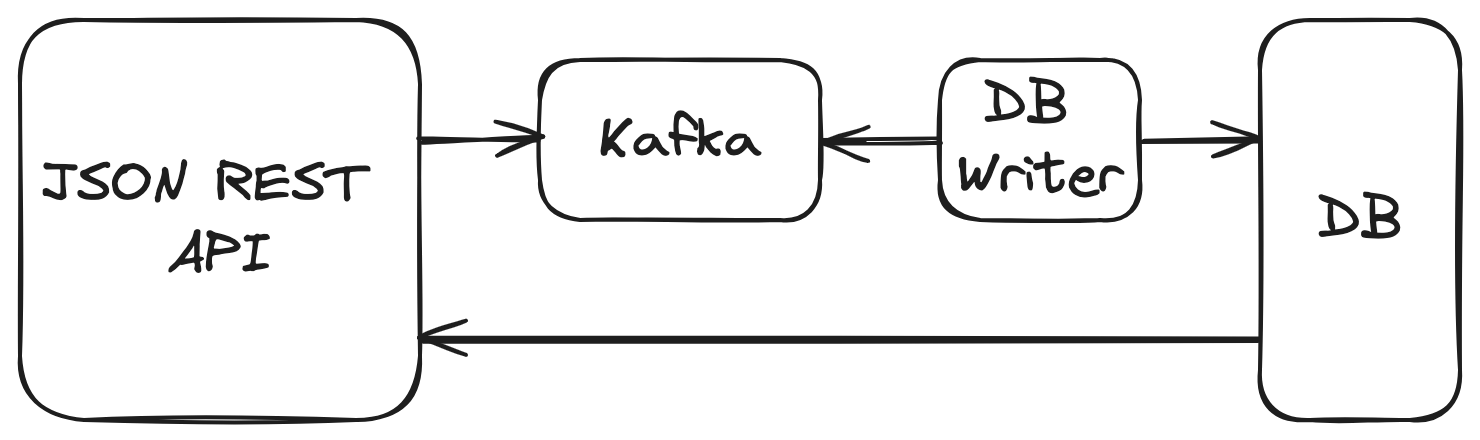 JSON REST
API
Kafka
DB
Writer
DB